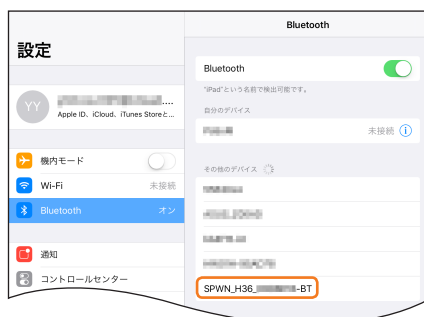 Bluetooth
設定
Bluetooth
"iPad"という名前で検出可能です。
YY
....
Apple ID、iCloud、iTunes Storeと...
自分のデバイス
未接続
機内モード
その他のデバイス
Wi-Fi
未接続
Bluetooth
オン
通知
コントロールセンター
SPWN_H36_ -BT